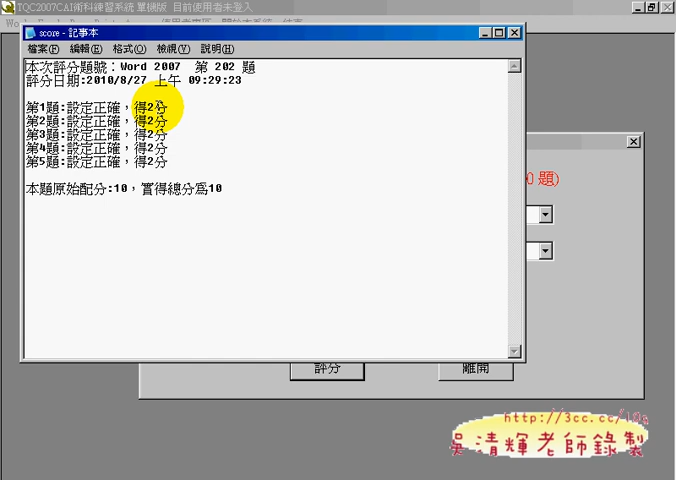 TQC2007CAI術科練習系統 單機版 目前使用者未登入
score - 記事本
檔案(F) 編輯(E) 格式(O) 檢視(V) 說明(H)
本次評分題號：Word 2007 第 202 題
評分日期:2010/8/27 上午 09:29:23
第1題:設定正確，得2分
第2題:設定正確，得2分
第3題:設定正確，得2分
第4題:設定正確，得2分
第5題:設定正確，得2分
本題原始配分:10，實得總分為10
0 題)
評分 離開
吳清輝老師錄製